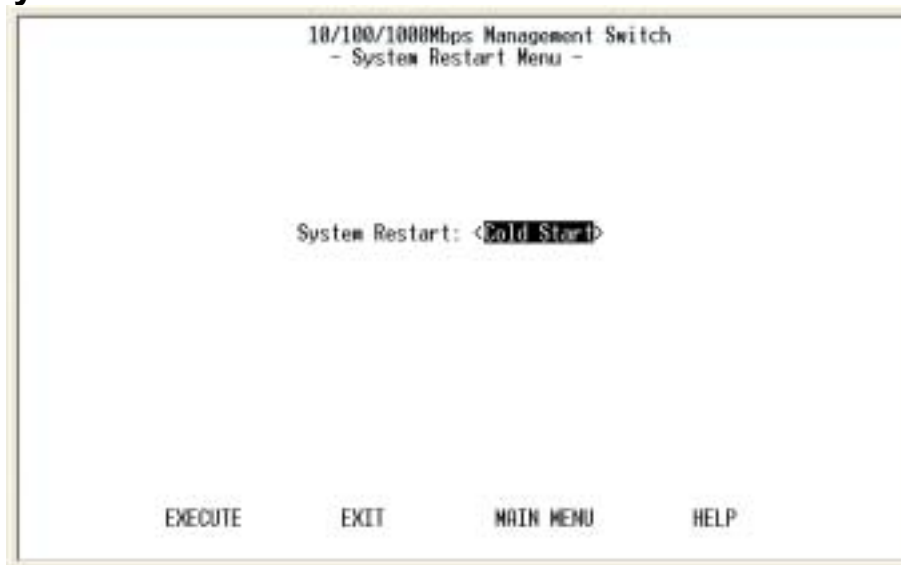 10/100/1000Mbps Management Switch
- System Restart Menu -
System Restart: <Cold Start>
EXECUTE EXIT MAIN MENU HELP